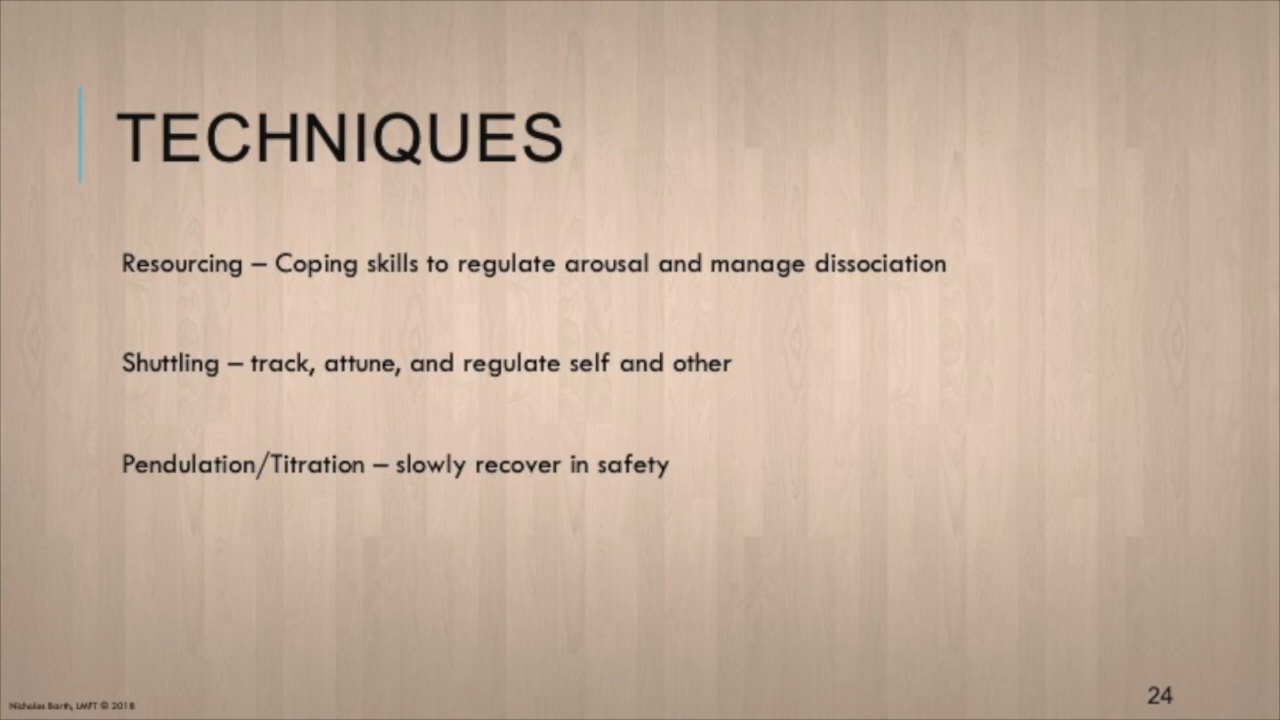 TECHNIQUES
Resourcing – Coping skills to regulate arousal and manage dissociation
Shuttling – track, attune, and regulate self and other
Pendulation/Titration – slowly recover in safety
Nicholas Barth, LMFT © 2018
24